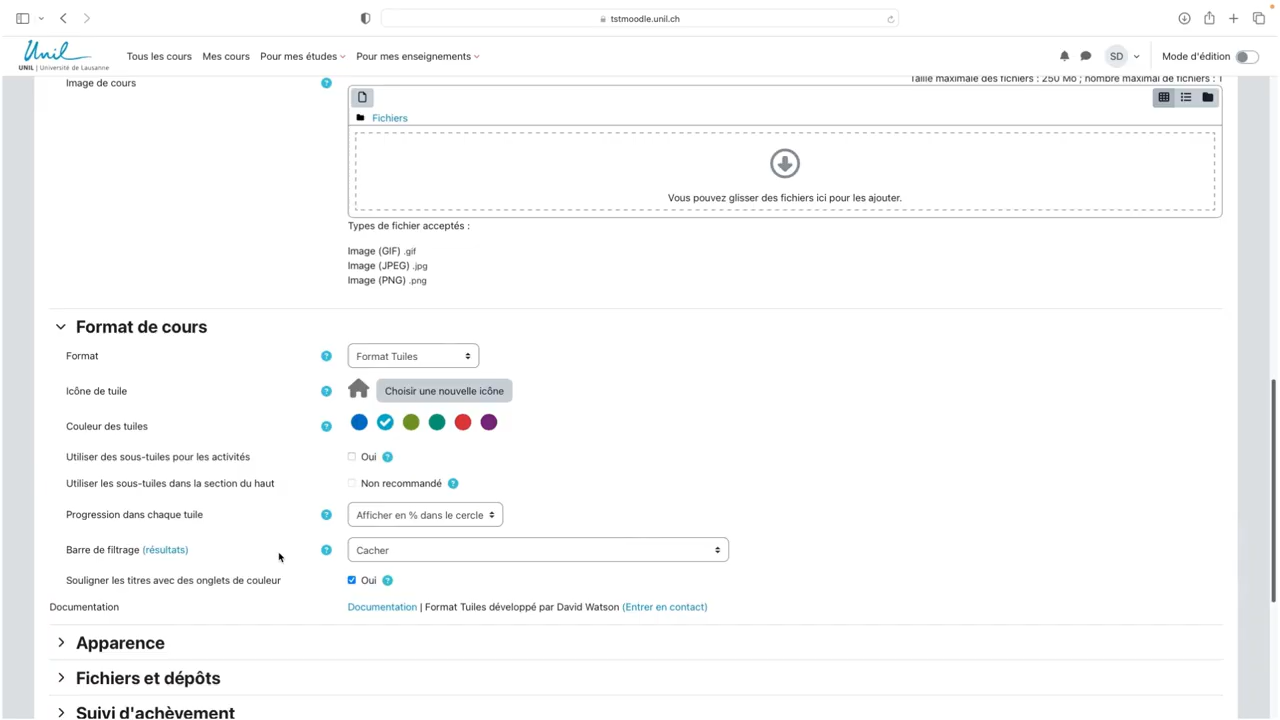 tstmoodle.unil.ch
Unil
UNIL | Université de Lausanne
Tous les cours Mes cours Pour mes études Pour mes enseignements SD Mode d'édition
Image de cours ? Taille maximale des fichiers : 250 Mo ; nombre maximal de fichiers : 1
Fichiers
Vous pouvez glisser des fichiers ici pour les ajouter.
Types de fichier acceptés :
Image (GIF) .gif
Image (JPEG) .jpg
Image (PNG) .png
Format de cours
Format ? Format Tuiles
Icône de tuile ? Choisir une nouvelle icône
Couleur des tuiles ?
Utiliser des sous-tuiles pour les activités Oui ?
Utiliser les sous-tuiles dans la section du haut Non recommandé ?
Progression dans chaque tuile ? Afficher en % dans le cercle
Barre de filtrage (résultats) ? Cacher
Souligner les titres avec des onglets de couleur Oui ?
Documentation Documentation | Format Tuiles développé par David Watson (Entrer en contact)
Apparence
Fichiers et dépôts
Suivi d'achèvement